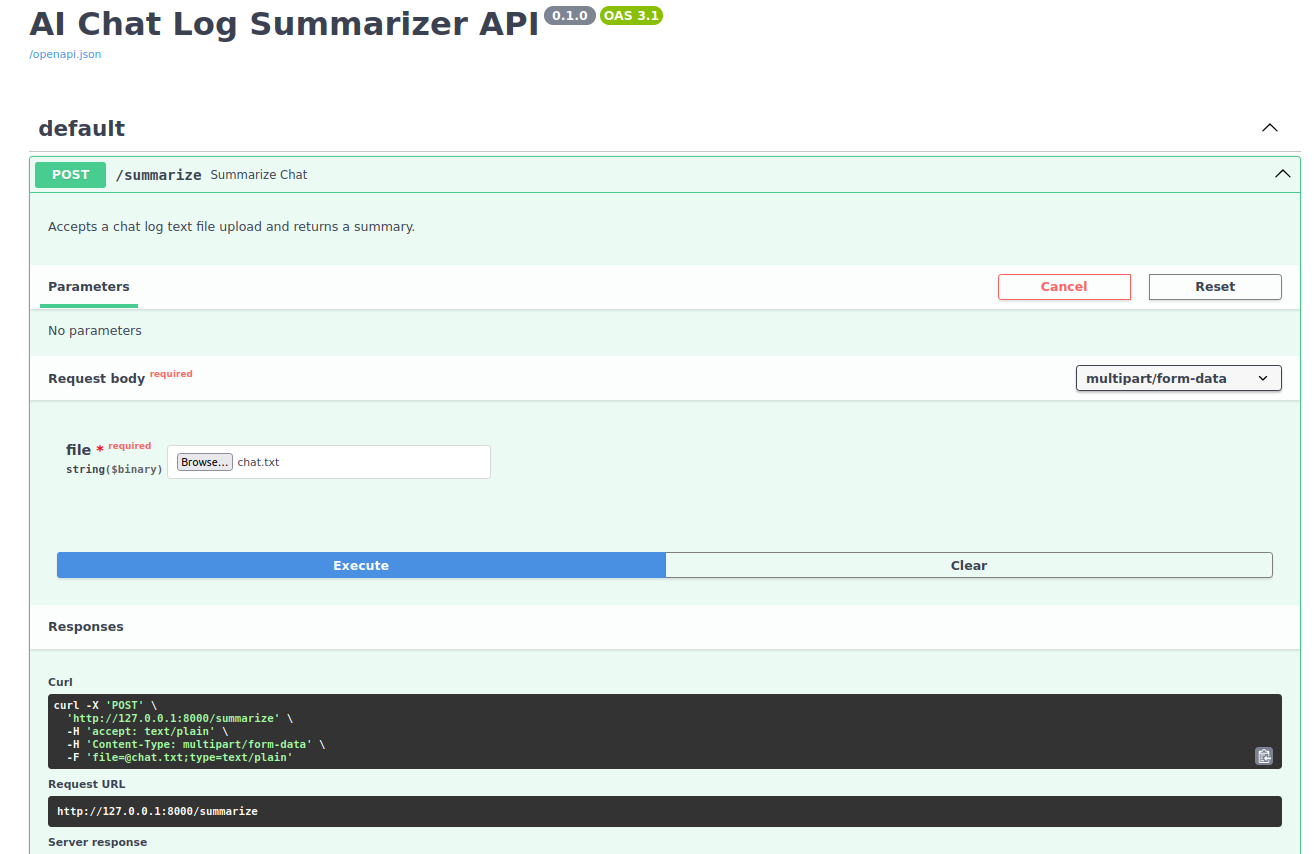 AI Chat Log Summarizer API 0.1.0 OAS 3.1
/openapi.json
default
POST /summarize Summarize Chat
Accepts a chat log text file upload and returns a summary.
Parameters Cancel Reset
No parameters
Request body required multipart/form-data
file * required
string($binary) Browse... chat.txt
Execute Clear
Responses
Curl
curl -X 'POST' \
'http://127.0.0.1:8000/summarize' \
-H 'accept: text/plain' \
-H 'Content-Type: multipart/form-data' \
-F 'file=@chat.txt;type=text/plain'
Request URL
http://127.0.0.1:8000/summarize
Server response